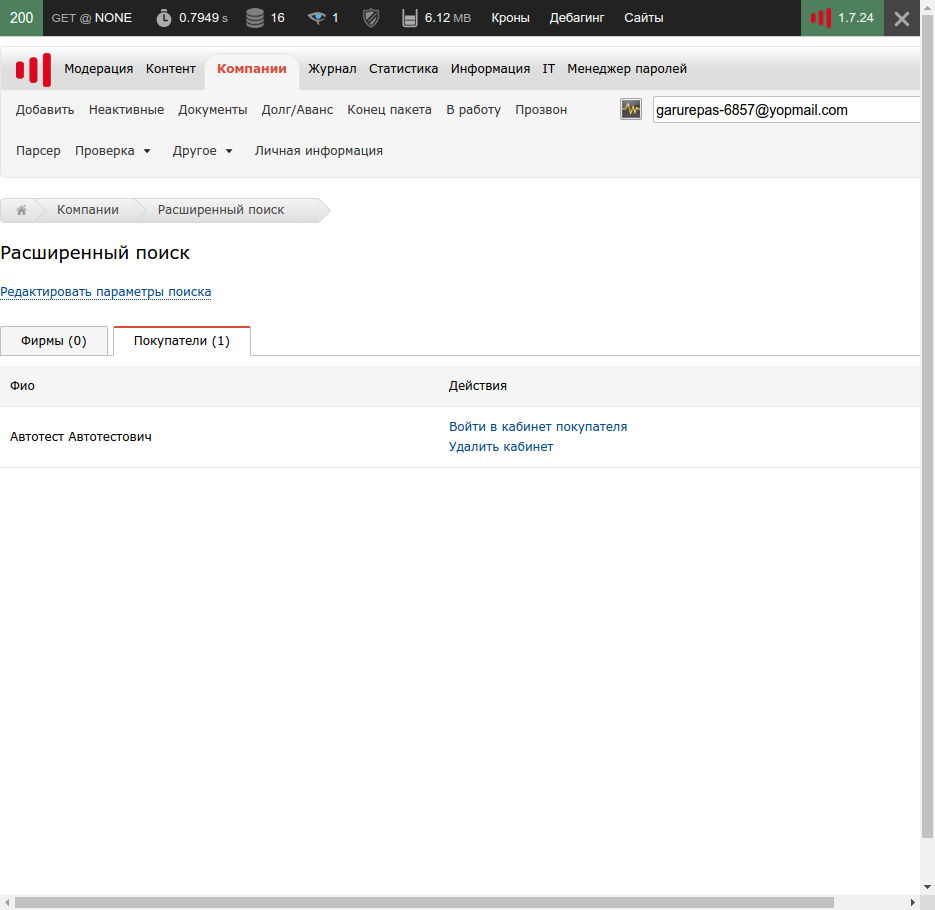 200 GET @ NONE 0.7949 s 16 1 6.12 MB Кроны Дебагинг Сайты 1.7.24
Модерация Контент Компании Журнал Статистика Информация IT Менеджер паролей
Добавить Неактивные Документы Долг/Аванс Конец пакета В работу Прозвон garurepas-6857@yopmail.com
Парсер Проверка Другое Личная информация
Компании Расширенный поиск
Расширенный поиск
Редактировать параметры поиска
Фирмы (0) Покупатели (1)
Фио Действия
Автотест Автотестович Войти в кабинет покупателя
Удалить кабинет